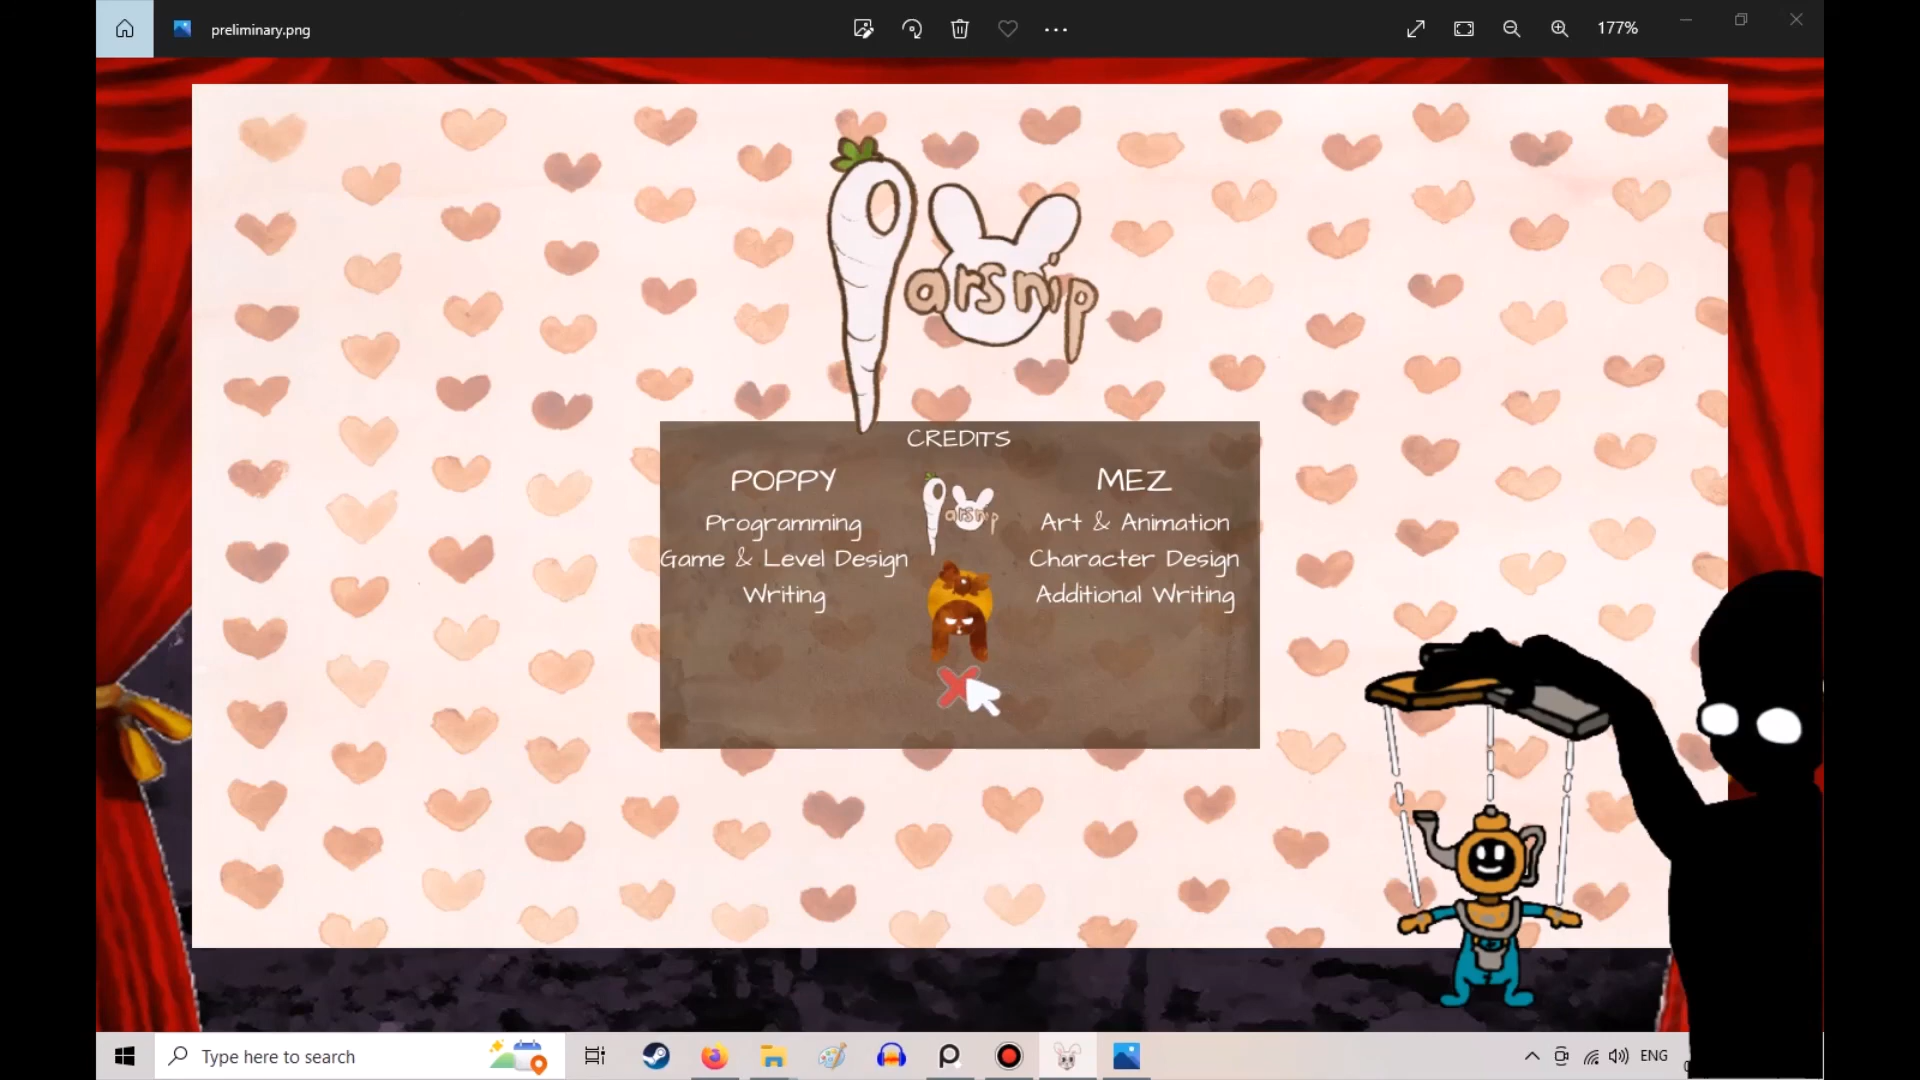 preliminary.png
177%
Parsnip
CREDITS
POPPY
Programming
Game & Level Design
Writing
Parsnip
MEZ
Art & Animation
Character Design
Additional Writing
Type here to search
ENG